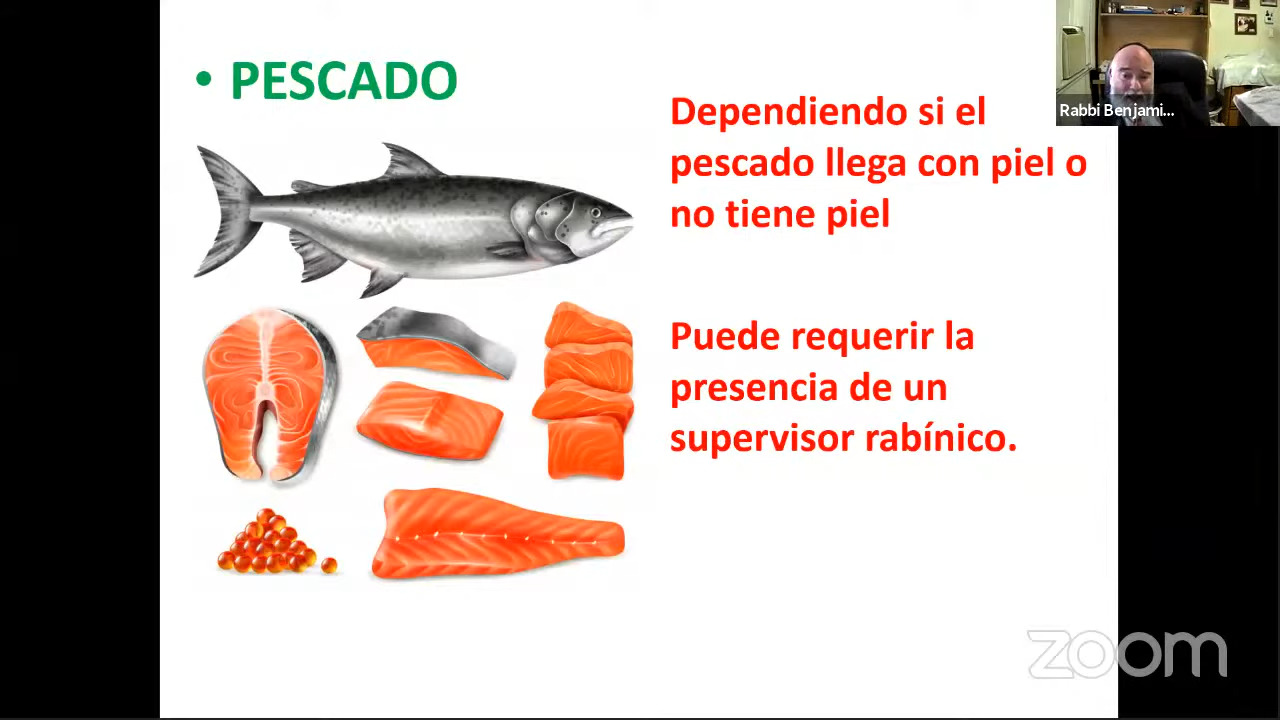 • PESCADO
Dependiendo si el
pescado llega con piel o
no tiene piel
Puede requerir la
presencia de un
supervisor rabínico.
Rabbi Benjami...
zoom